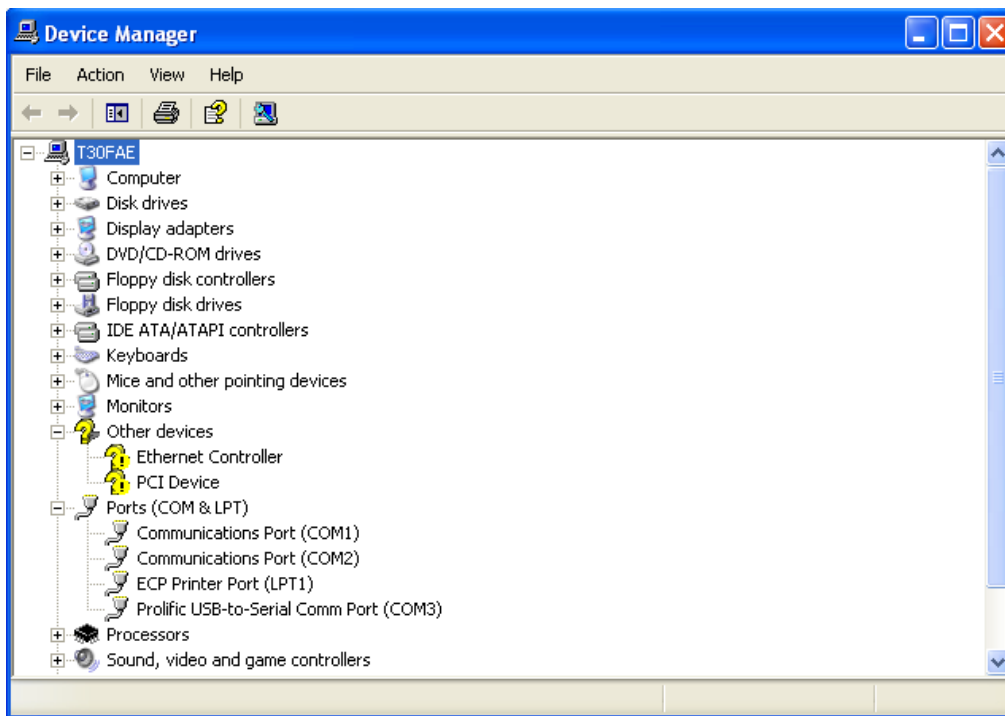 Device Manager
File Action View Help
T30FAE
Computer
Disk drives
Display adapters
DVD/CD-ROM drives
Floppy disk controllers
Floppy disk drives
IDE ATA/ATAPI controllers
Keyboards
Mice and other pointing devices
Monitors
Other devices
Ethernet Controller
PCI Device
Ports (COM & LPT)
Communications Port (COM1)
Communications Port (COM2)
ECP Printer Port (LPT1)
Prolific USB-to-Serial Comm Port (COM3)
Processors
Sound, video and game controllers